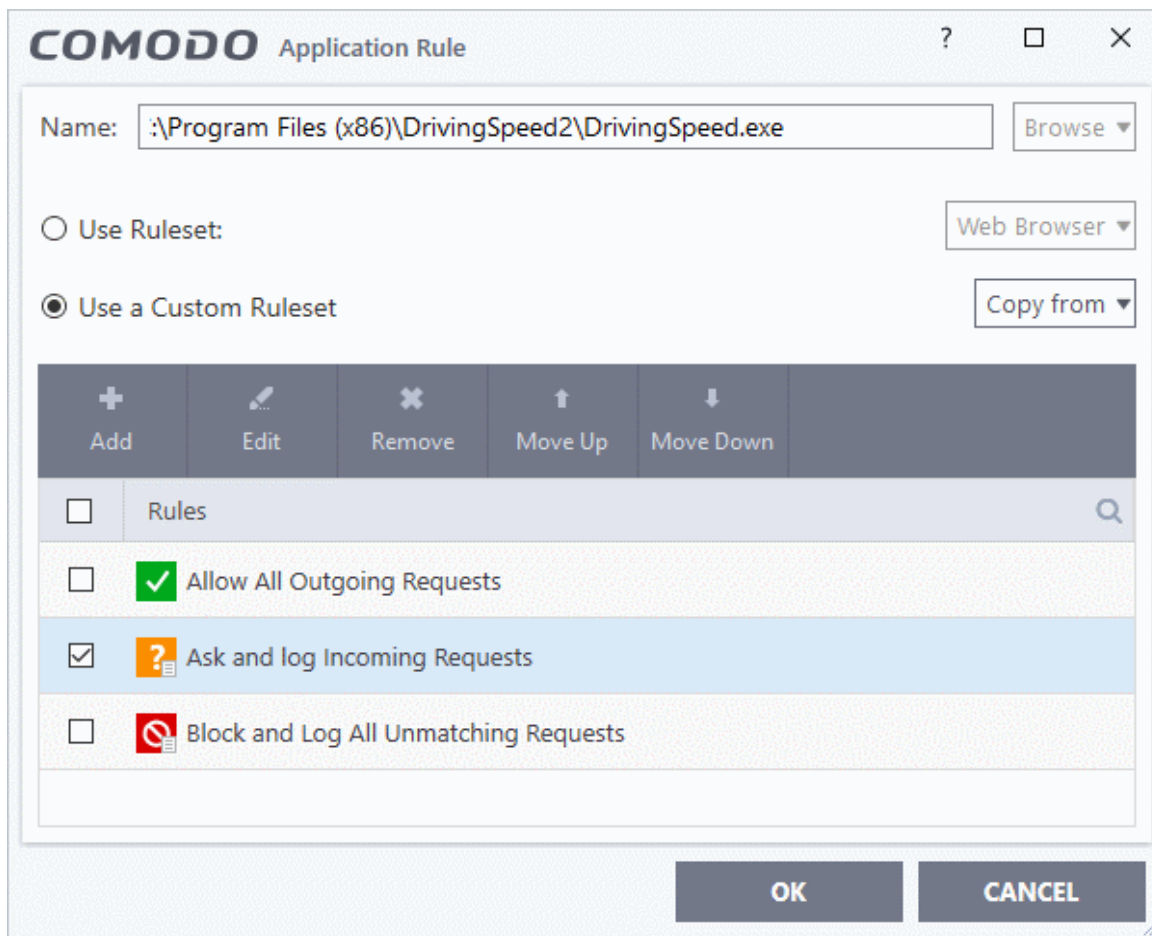 COMODO Application Rule ?
Name: :\Program Files (x86)\DrivingSpeed2\DrivingSpeed.exe Browse
Use Ruleset: Web Browser
Use a Custom Ruleset Copy from
Add Edit Remove Move Up Move Down
Rules
Allow All Outgoing Requests
? Ask and log Incoming Requests
Block and Log All Unmatching Requests
OK CANCEL